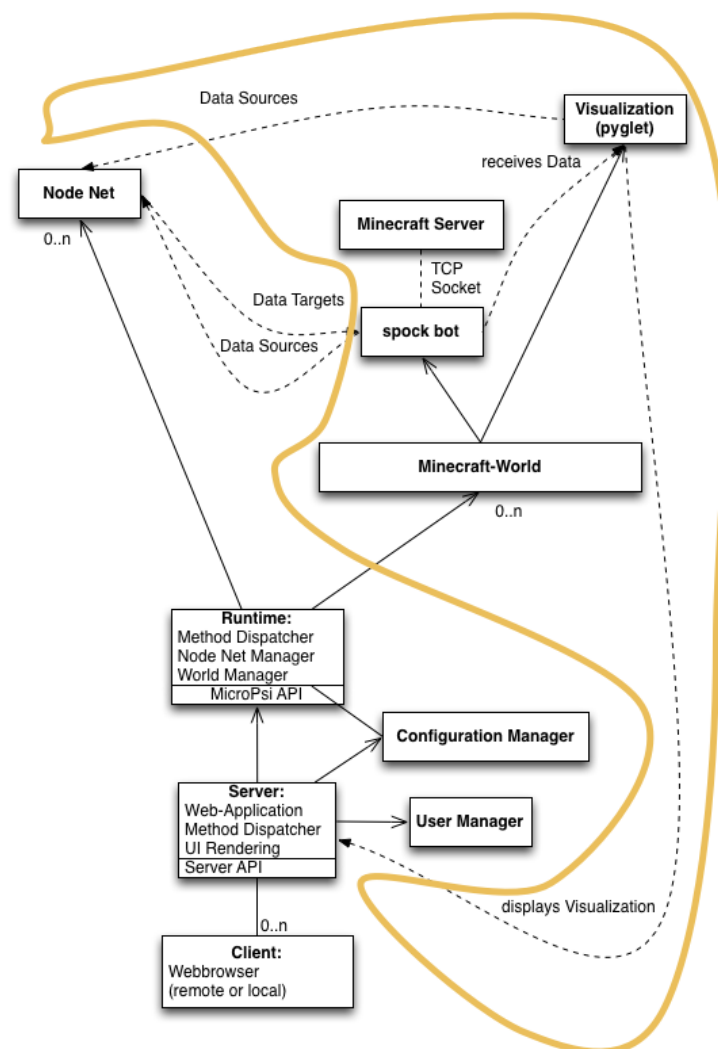 Data Sources
Visualization
(pyglet)
receives Data
Node Net
Minecraft Server
0..n
TCP
Socket
Data Targets
spock bot
Data Sources
Minecraft-World
0..n
Runtime:
Method Dispatcher
Node Net Manager
World Manager
MicroPsi API
Configuration Manager
Server:
Web-Application
Method Dispatcher
UI Rendering
Server API
User Manager
displays Visualization
0..n
Client:
Webbrowser
(remote or local)